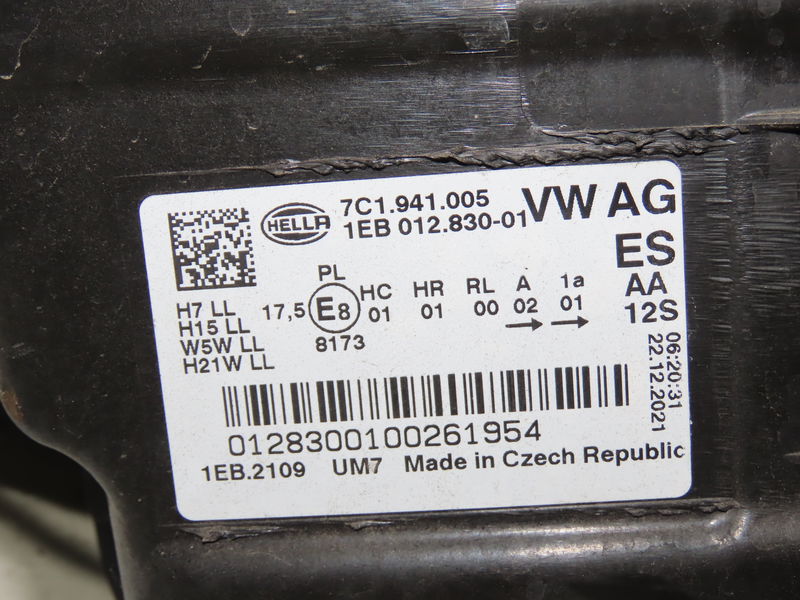 7C1.941.005 VW AG
HELLA 1EB 012.830-01
ES
PL AA
H7 LL 17,5 E8 HC HR RL A 1a 12S
H15 LL 01 01 00 02 01
W5W LL 8173
H21W LL
06:20:31
22.12.2021
0128300100261954
1EB.2109 UM7 Made in Czech Republic